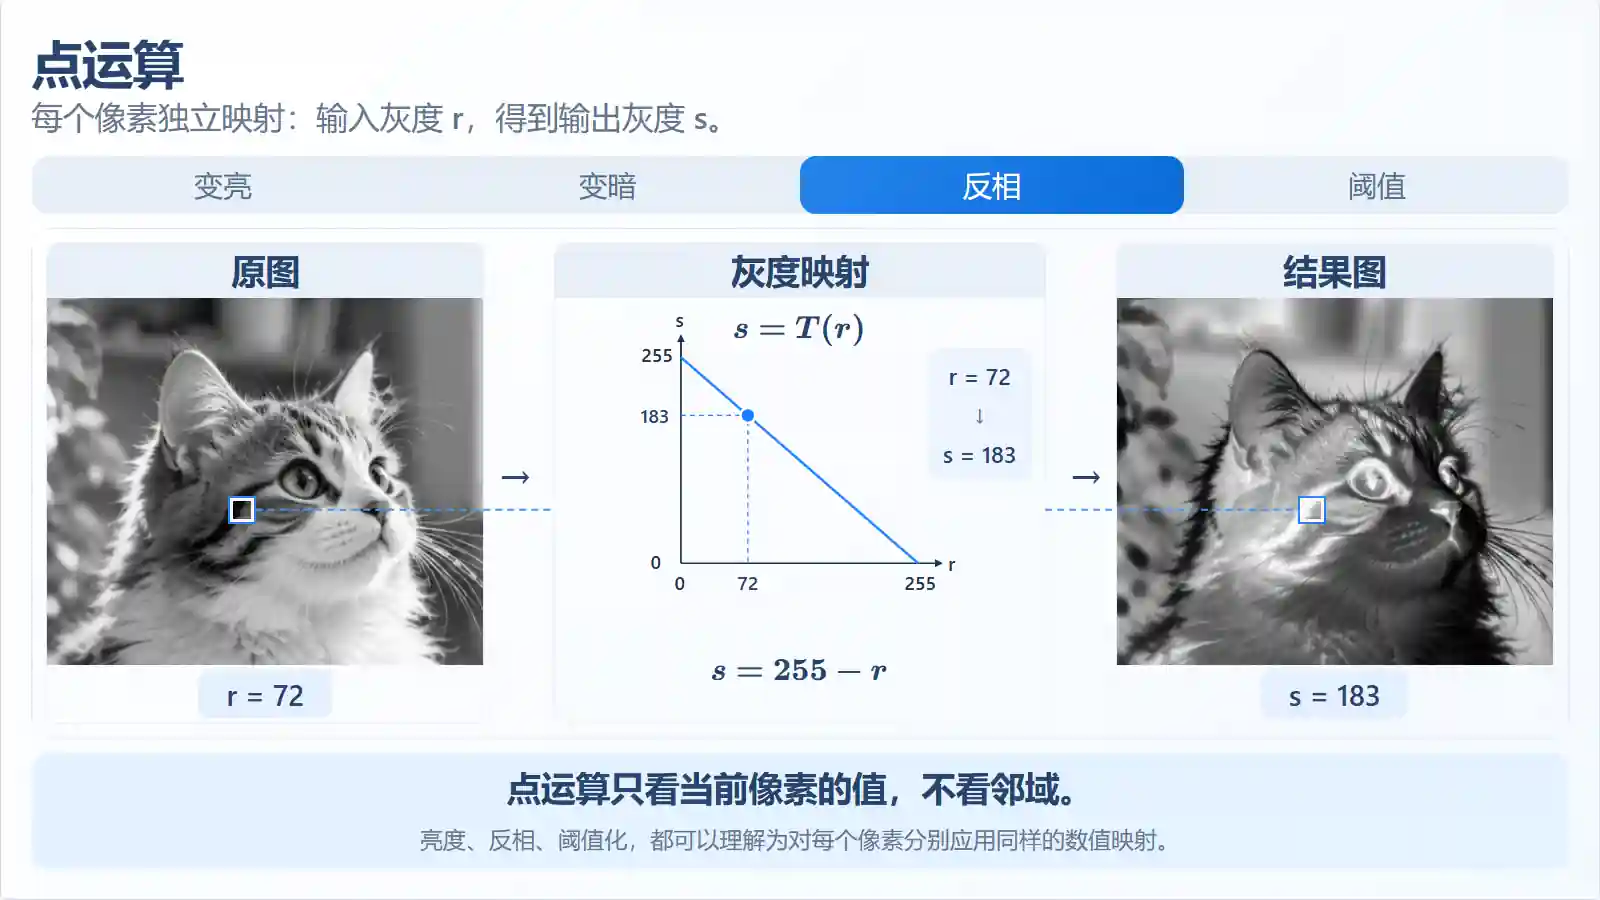 点运算
每个像素独立映射：输入灰度 r，得到输出灰度 s。
变亮
变暗
反相
阈值
原图
r = 72
灰度映射
s = T(r)
s
255
183
0
0
72
255
r
r = 72
↓
s = 183
s = 255 − r
→
→
结果图
s = 183
点运算只看当前像素的值，不看邻域。
亮度、反相、阈值化，都可以理解为对每个像素分别应用同样的数值映射。